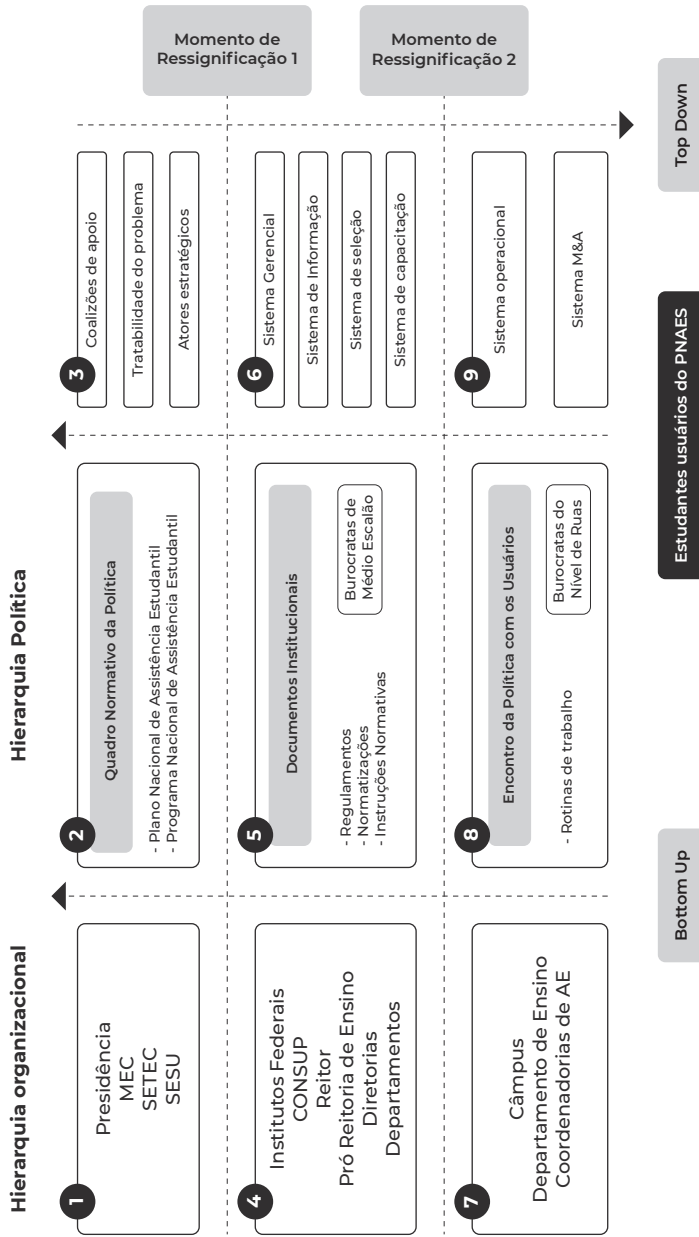 Hierarquia organizacional
Hierarquia Política
1
Presidência
MEC
SETEC
SESU
2
Quadro Normativo da Política
- Plano Nacional de Assistência Estudantil
- Programa Nacional de Assistência Estudantil
3
Coalizões de apoio
Tratabilidade do problema
Atores estratégicos
Momento de
Ressignificação 1
4
Institutos Federais
CONSUP
Reitor
Pró Reitoria de Ensino
Diretorias
Departamentos
5
Documentos Institucionais
- Regulamentos
- Normatizações
- Instruções Normativas
Burocratas de
Médio Escalão
6
Sistema Gerencial
Sistema de Informação
Sistema de seleção
Sistema de capacitação
Momento de
Ressignificação 2
7
Câmpus
Departamento de Ensino
Coordenadorias de AE
8
Encontro da Política com os Usuários
- Rotinas de trabalho
Burocratas do
Nível de Ruas
9
Sistema operacional
Sistema M&A
Bottom Up
Estudantes usuários do PNAES
Top Down